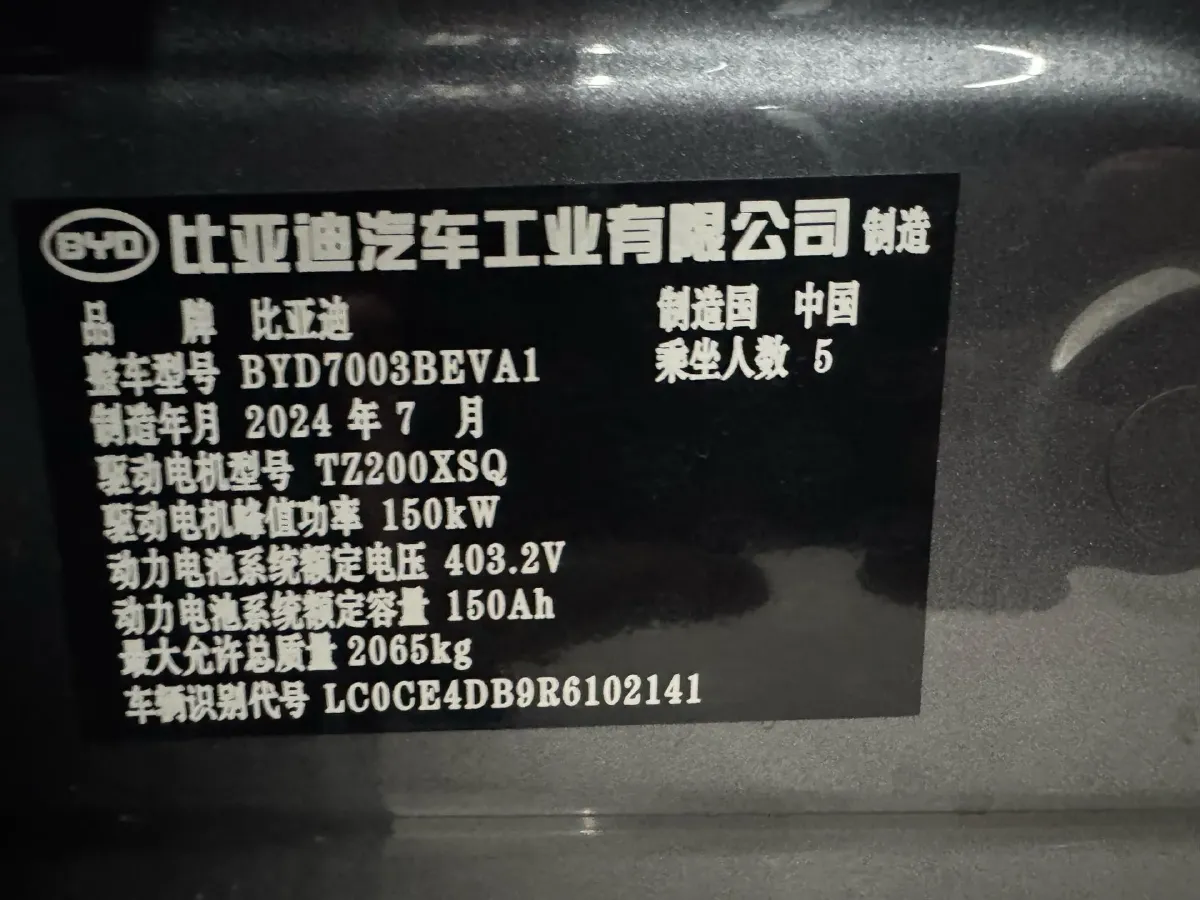 BYD 比亚迪汽车工业有限公司 制造
品 牌 比亚迪 制造国 中国
整车型号 BYD7003BEVA1 乘坐人数 5
制造年月 2024 年 7 月
驱动电机型号 TZ200XSQ
驱动电机峰值功率 150kW
动力电池系统额定电压 403.2V
动力电池系统额定容量 150Ah
最大允许总质量 2065kg
车辆识别代号 LC0CE4DB9R6102141